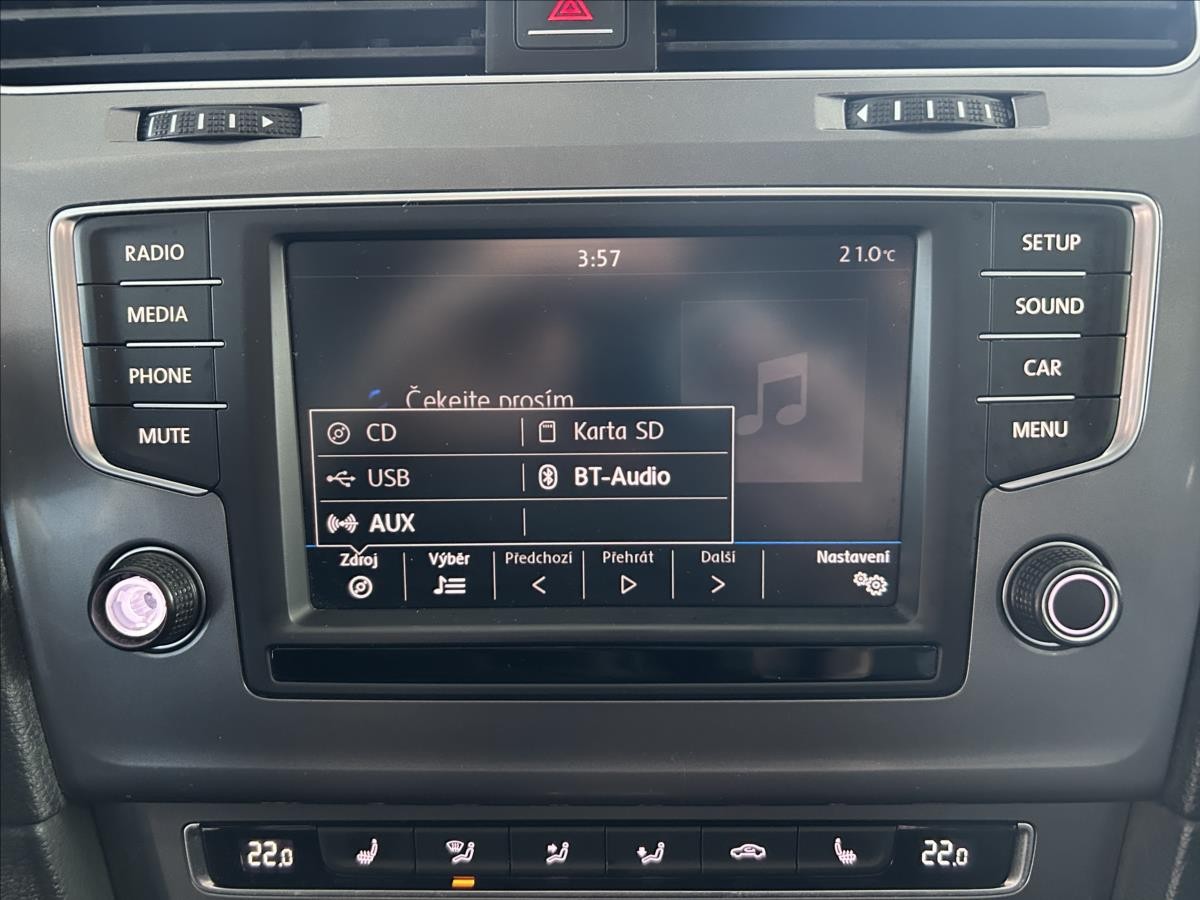 RADIO
MEDIA
PHONE
MUTE
3:57
21.0°C
Čekejte prosím
CD
Karta SD
USB
BT-Audio
AUX
Zdroj
Výběr
Předchozí
Přehrát
Další
Nastavení
SETUP
SOUND
CAR
MENU
22.0
22.0